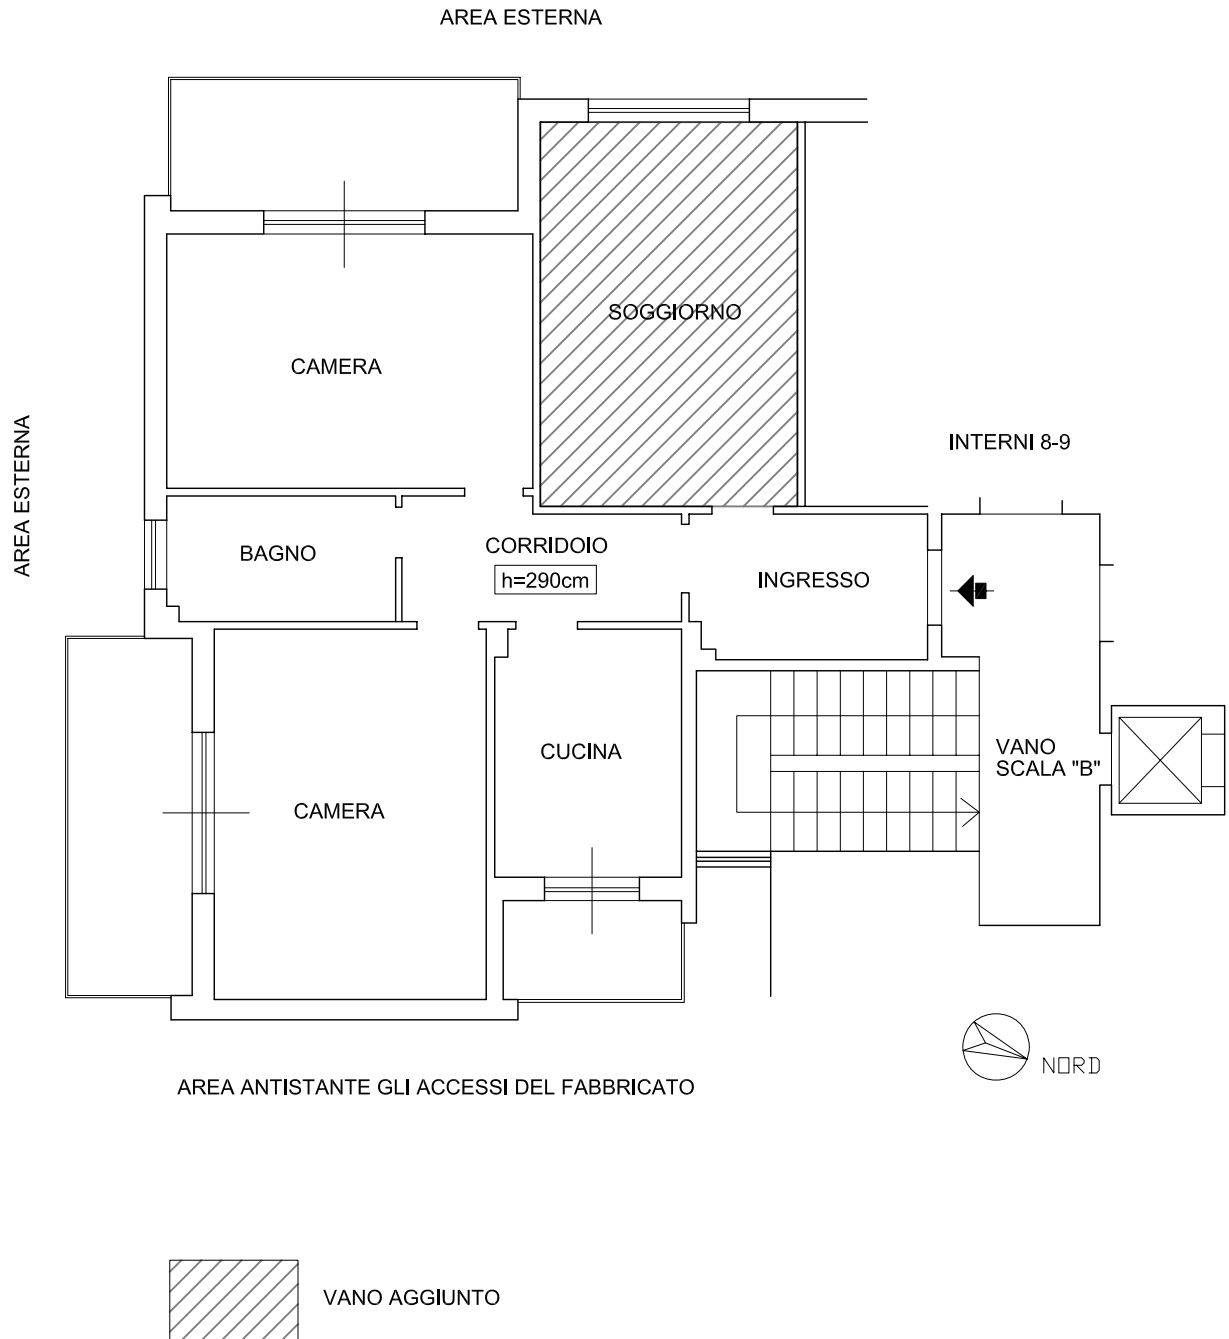 AREA ESTERNA
SOGGIORNO
CAMERA
AREA ESTERNA
INTERNI 8-9
BAGNO
CORRIDOIO
h=290cm
INGRESSO
CUCINA
VANO
SCALA "B"
CAMERA
NORD
AREA ANTISTANTE GLI ACCESSI DEL FABBRICATO
VANO AGGIUNTO